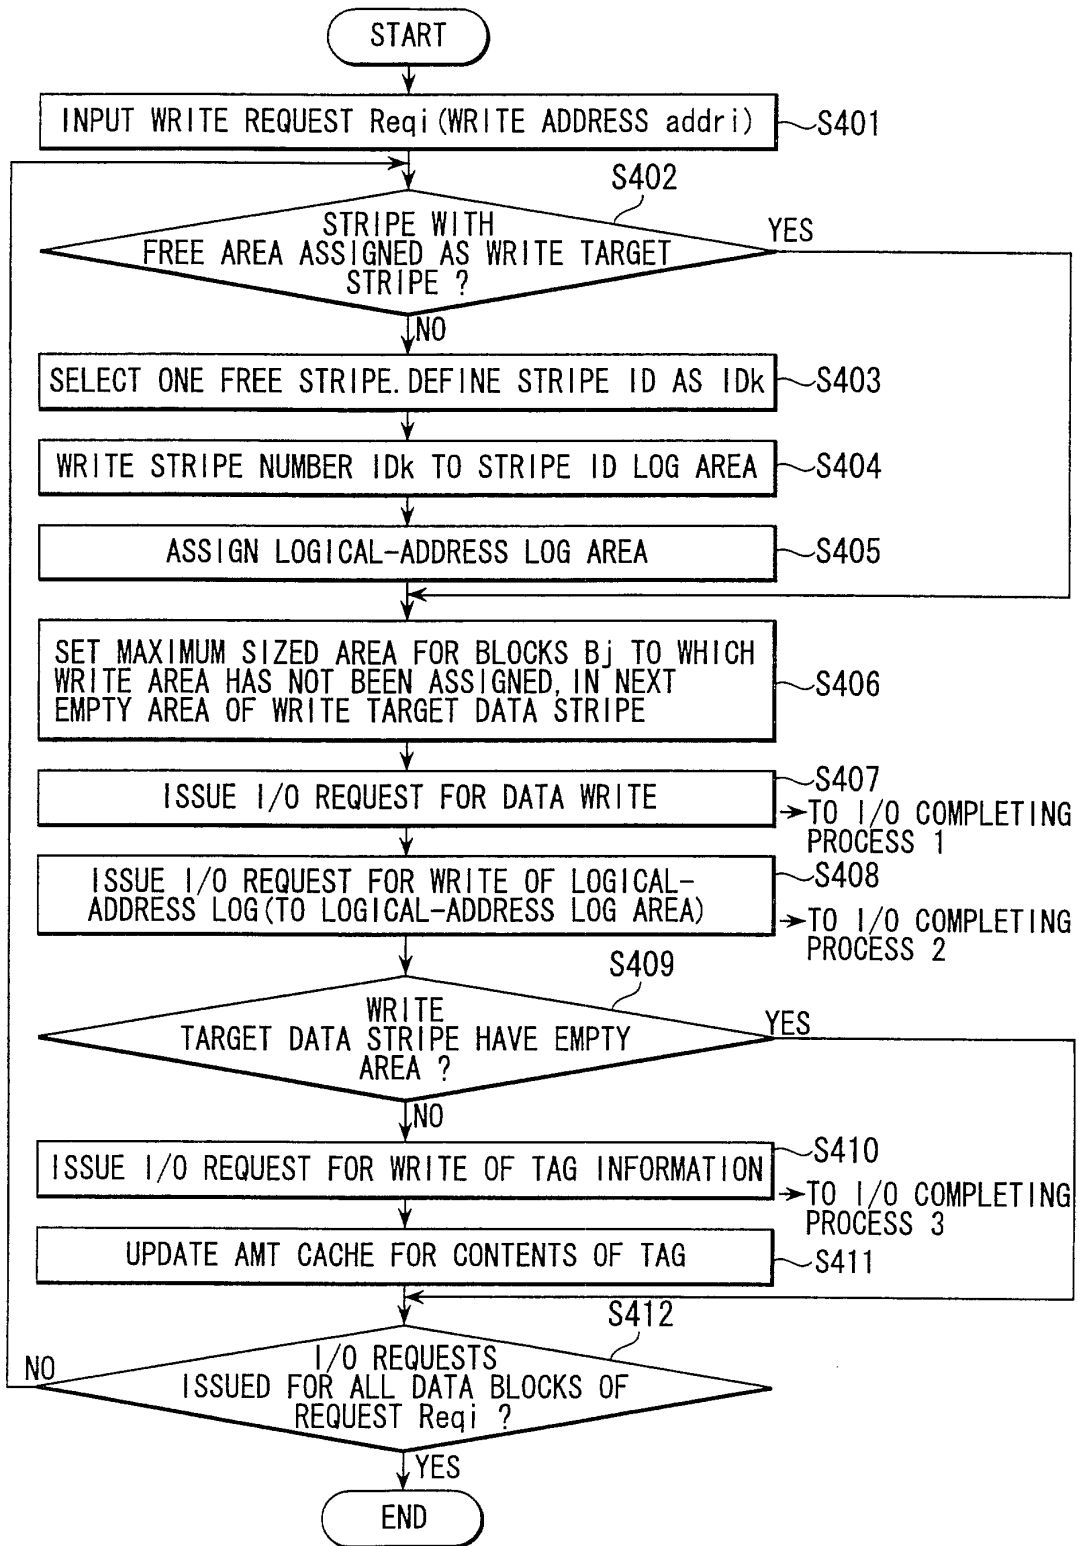 START
INPUT WRITE REQUEST Reqi(WRITE ADDRESS addri)
S401
S402
STRIPE WITH
FREE AREA ASSIGNED AS WRITE TARGET
STRIPE ?
YES
NO
SELECT ONE FREE STRIPE. DEFINE STRIPE ID AS IDk
S403
WRITE STRIPE NUMBER IDk TO STRIPE ID LOG AREA
S404
ASSIGN LOGICAL-ADDRESS LOG AREA
S405
SET MAXIMUM SIZED AREA FOR BLOCKS Bj TO WHICH
WRITE AREA HAS NOT BEEN ASSIGNED, IN NEXT
EMPTY AREA OF WRITE TARGET DATA STRIPE
S406
ISSUE I/O REQUEST FOR DATA WRITE
S407
TO I/O COMPLETING
PROCESS 1
ISSUE I/O REQUEST FOR WRITE OF LOGICAL-
ADDRESS LOG(TO LOGICAL-ADDRESS LOG AREA)
S408
TO I/O COMPLETING
PROCESS 2
S409
WRITE
TARGET DATA STRIPE HAVE EMPTY
AREA ?
YES
NO
ISSUE I/O REQUEST FOR WRITE OF TAG INFORMATION
S410
TO I/O COMPLETING
PROCESS 3
UPDATE AMT CACHE FOR CONTENTS OF TAG
S411
S412
I/O REQUESTS
ISSUED FOR ALL DATA BLOCKS OF
REQUEST Reqi ?
NO
YES
END